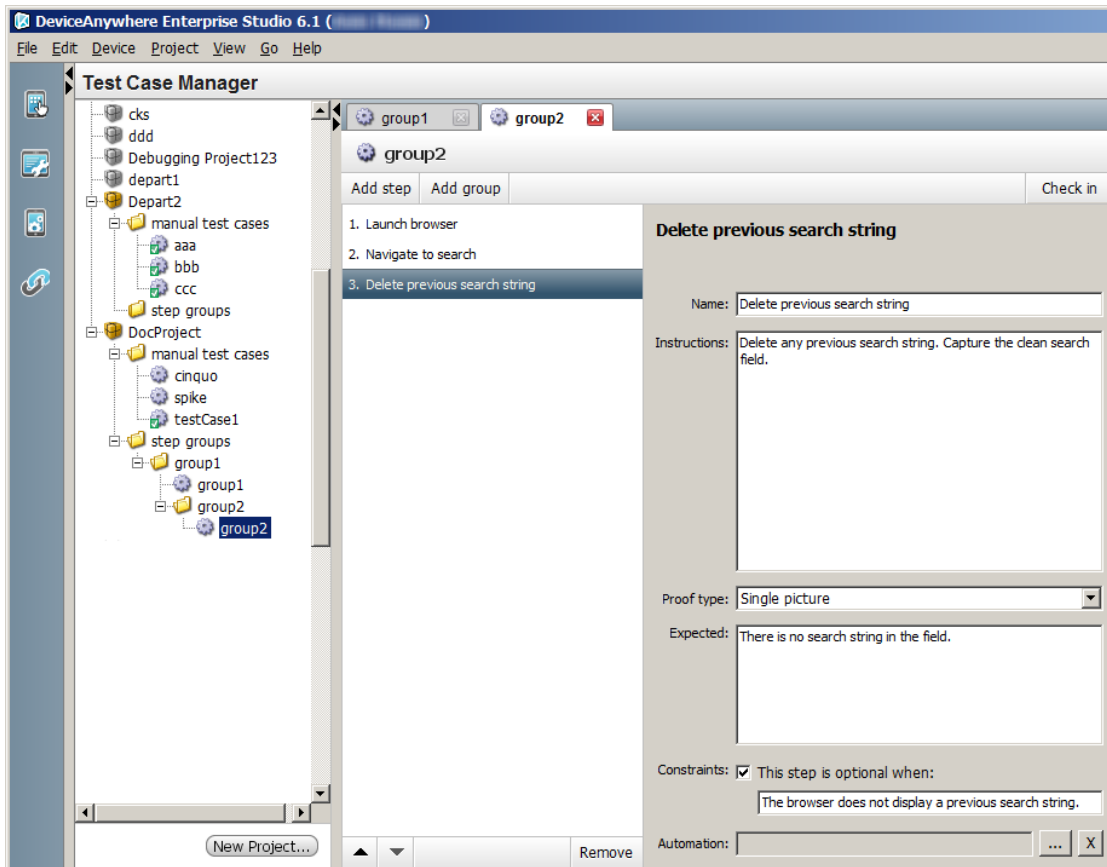 DeviceAnywhere Enterprise Studio 6.1 ( )
File Edit Device Project View Go Help
Test Case Manager
cks
ddd
Debugging Project123
depart1
Depart2
manual test cases
aaa
bbb
ccc
step groups
DocProject
manual test cases
cinquo
spike
testCase1
step groups
group1
group1
group2
group2
New Project...
group1 group2
group2
Add step Add group Check in
1. Launch browser
2. Navigate to search
3. Delete previous search string
Remove
Delete previous search string
Name: Delete previous search string
Instructions: Delete any previous search string. Capture the clean search
field.
Proof type: Single picture
Expected: There is no search string in the field.
Constraints: This step is optional when:
The browser does not display a previous search string.
Automation: ... X